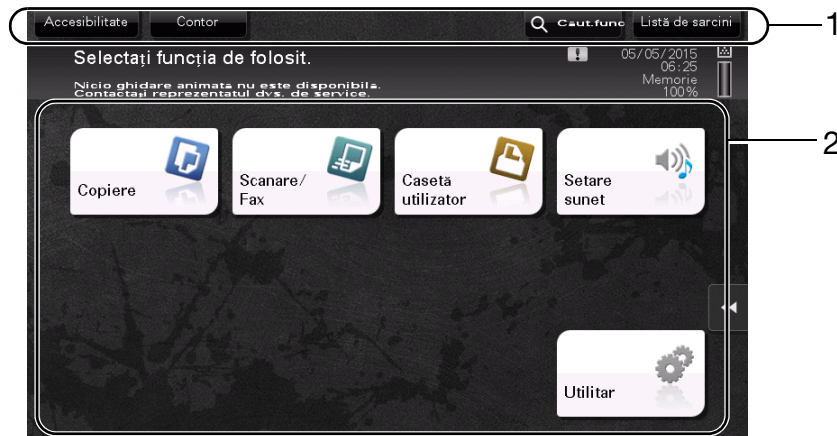 Accesibilitate Contor Caut.func Listă de sarcini
1
Selectați funcția de folosit.
05/05/2015
06:25
Memorie
100%
Nicio ghidare animată nu este disponibilă.
Contactați reprezentatul dvs. de service.
2
Copiere
Scanare/
Fax
Casetă
utilizator
Setare
sunet
Utilitar